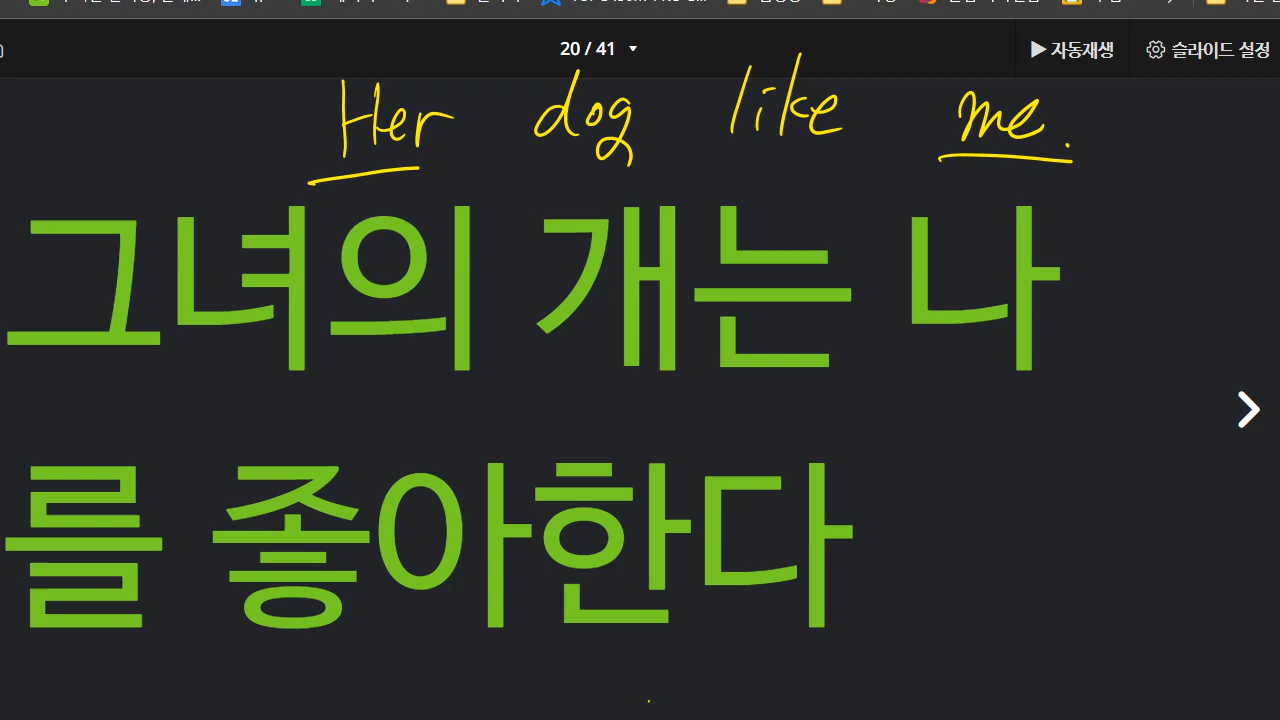 20 / 41
▶ 자동재생
슬라이드 설정
Her dog like me.
그녀의 개는 나
를 좋아한다